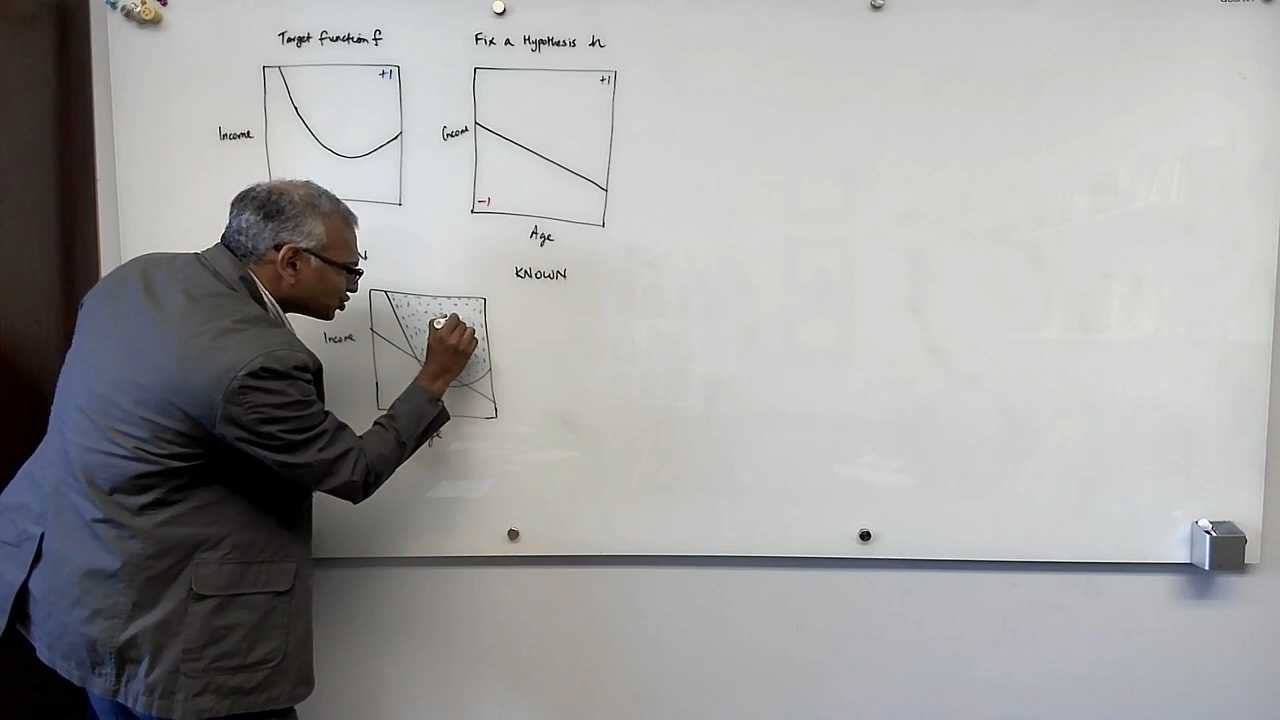 Target function f
Fix a Hypothesis h
+1
+1
Income
Income
-1
Age
KNOWN
Income